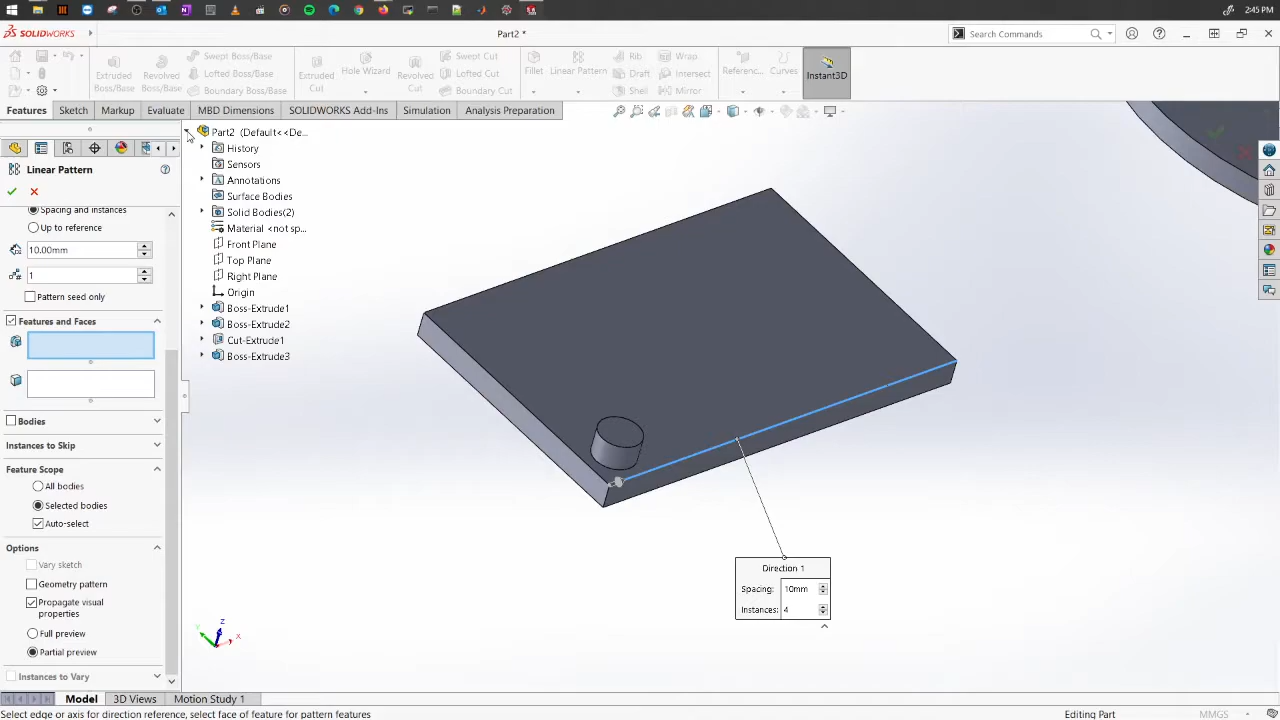 2:45 PM
SOLIDWORKS
Part2 *
Search Commands
Extruded Boss/Base
Revolved Boss/Base
Swept Boss/Base
Lofted Boss/Base
Boundary Boss/Base
Extruded Cut
Hole Wizard
Revolved Cut
Swept Cut
Lofted Cut
Boundary Cut
Fillet
Linear Pattern
Rib
Draft
Shell
Wrap
Intersect
Mirror
Referenc...
Curves
Instant3D
Features Sketch Markup Evaluate MBD Dimensions SOLIDWORKS Add-Ins Simulation Analysis Preparation
Linear Pattern
Spacing and instances
Up to reference
10.00mm
1
Pattern seed only
Features and Faces
Bodies
Instances to Skip
Feature Scope
All bodies
Selected bodies
Auto-select
Options
Vary sketch
Geometry pattern
Propagate visual
properties
Full preview
Partial preview
Instances to Vary
Part2 (Default<<De...
History
Sensors
Annotations
Surface Bodies
Solid Bodies(2)
Material <not sp...
Front Plane
Top Plane
Right Plane
Origin
Boss-Extrude1
Boss-Extrude2
Cut-Extrude1
Boss-Extrude3
Direction 1
Spacing: 10mm
Instances: 4
Z
Y
X
Model 3D Views Motion Study 1
Select edge or axis for direction reference, select face of feature for pattern features
Editing Part
MMGS